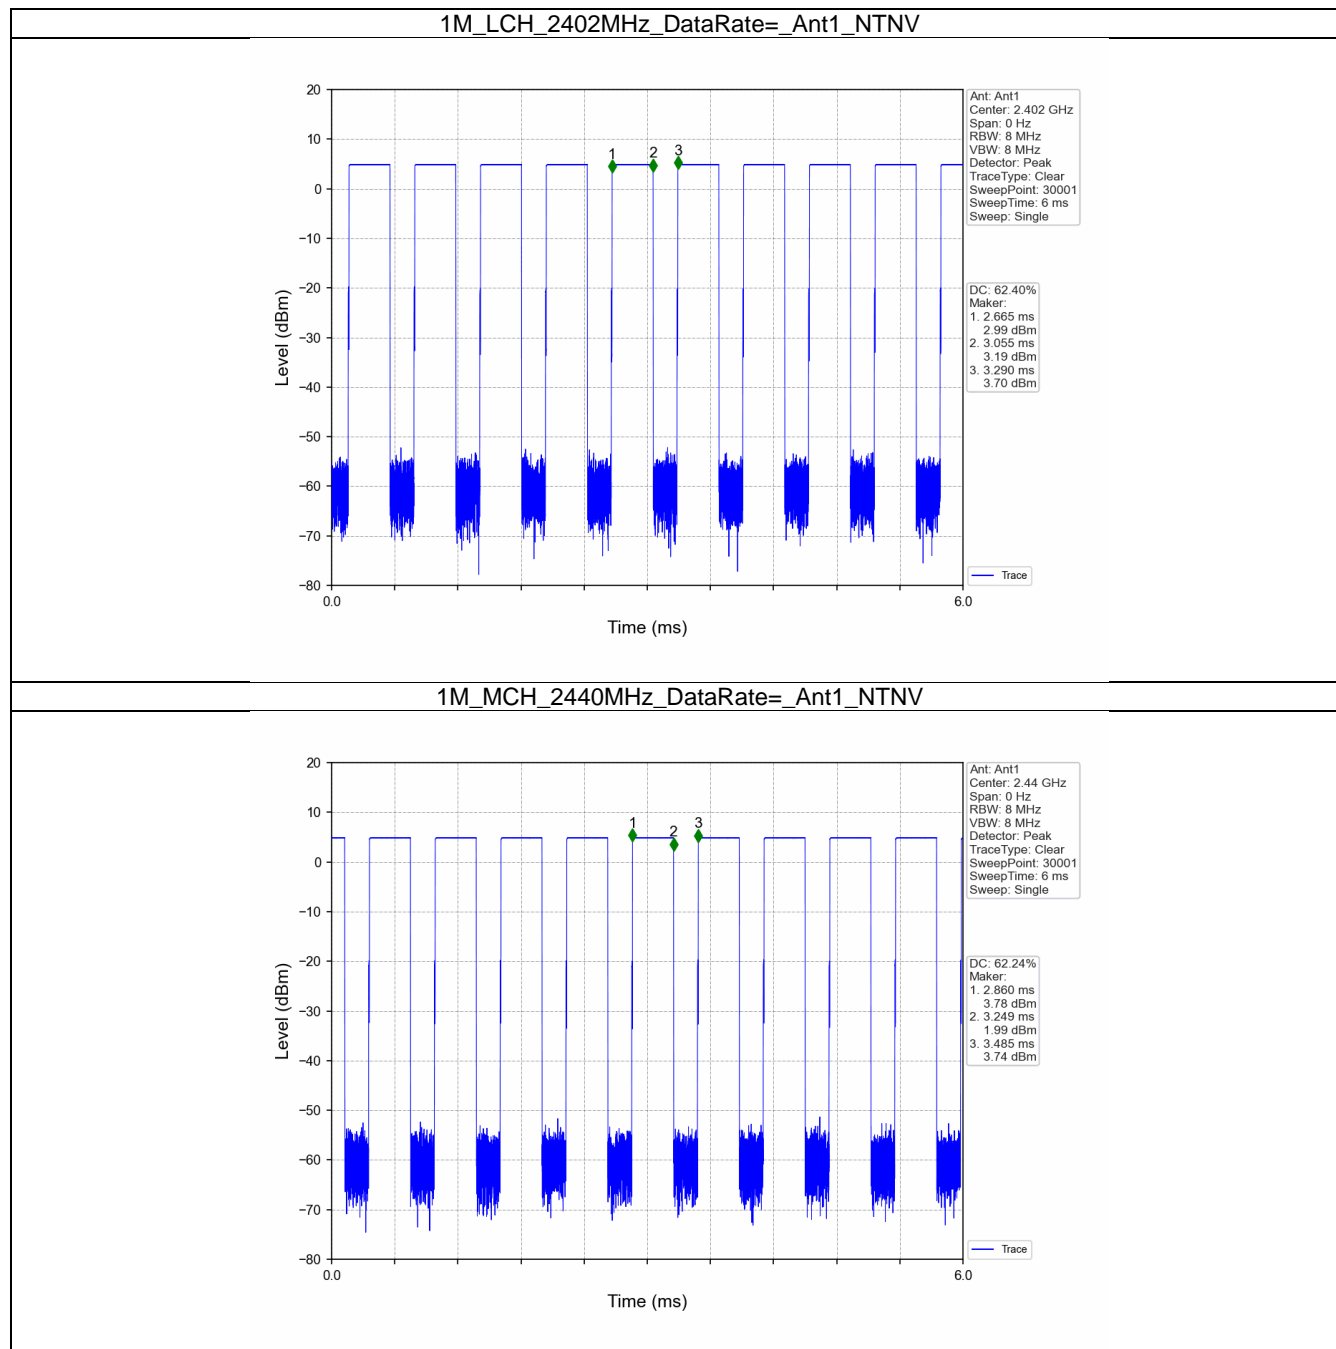 1M_LCH_2402MHz_DataRate=_Ant1_NTNV
20
10
0
−10
−20
−30
−40
−50
−60
−70
−80
Level (dBm)
0.0
6.0
Time (ms)
1
2
3
Ant: Ant1
Center: 2.402 GHz
Span: 0 Hz
RBW: 8 MHz
VBW: 8 MHz
Detector: Peak
TraceType: Clear
SweepPoint: 30001
SweepTime: 6 ms
Sweep: Single
DC: 62.40%
Maker:
1. 2.665 ms
2.99 dBm
2. 3.055 ms
3.19 dBm
3. 3.290 ms
3.70 dBm
Trace
1M_MCH_2440MHz_DataRate=_Ant1_NTNV
20
10
0
−10
−20
−30
−40
−50
−60
−70
−80
Level (dBm)
0.0
6.0
Time (ms)
1
2
3
Ant: Ant1
Center: 2.44 GHz
Span: 0 Hz
RBW: 8 MHz
VBW: 8 MHz
Detector: Peak
TraceType: Clear
SweepPoint: 30001
SweepTime: 6 ms
Sweep: Single
DC: 62.24%
Maker:
1. 2.860 ms
3.78 dBm
2. 3.249 ms
1.99 dBm
3. 3.485 ms
3.74 dBm
Trace